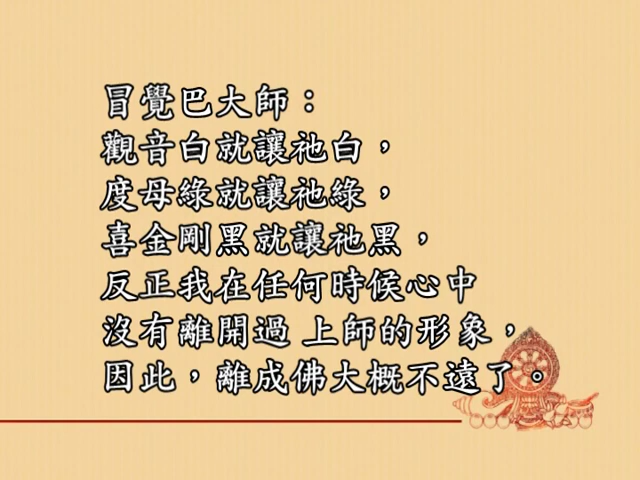 冒覺巴大師：
觀音白就讓祂白，
度母綠就讓祂綠，
喜金剛黑就讓祂黑，
反正我在任何時候心中
沒有離開過 上師的形象，
因此，離成佛大概不遠了。